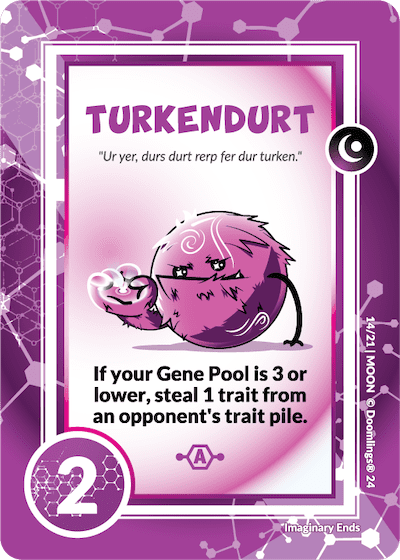 TURKENDURT
"Ur yer, durs durt rerp fer dur turken."
If your Gene Pool is 3 or
lower, steal 1 trait from
an opponent's trait pile.
A
2
14/21 | MOON © Doomlings® 24
*Imaginary Ends